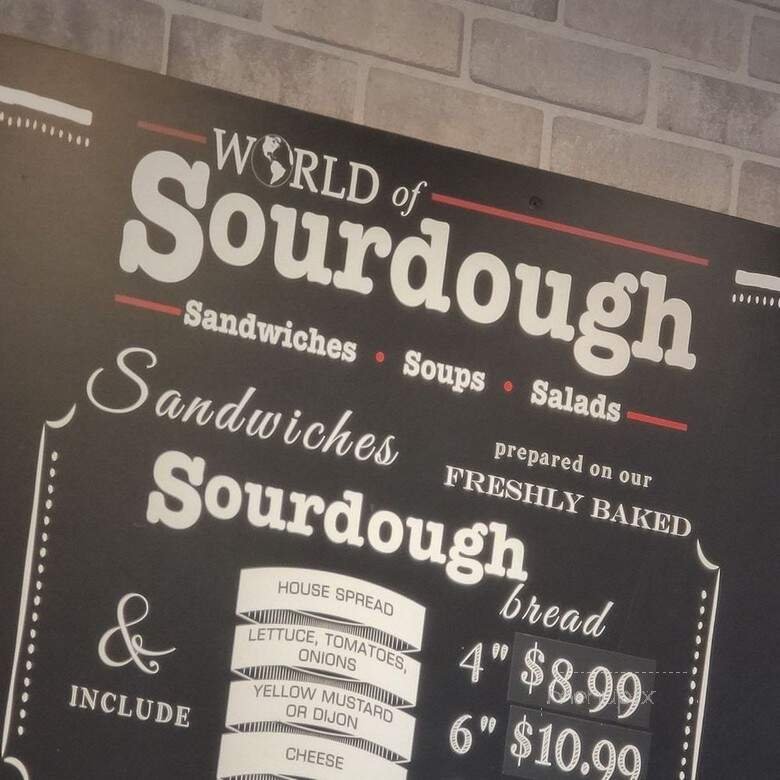 WORLD of
Sourdough
Sandwiches • Soups • Salads
Sandwiches
prepared on our
FRESHLY BAKED
Sourdough
bread
& INCLUDE
HOUSE SPREAD
LETTUCE, TOMATOES,
ONIONS
YELLOW MUSTARD
OR DIJON
CHEESE
4" $8.99
6" $10.99